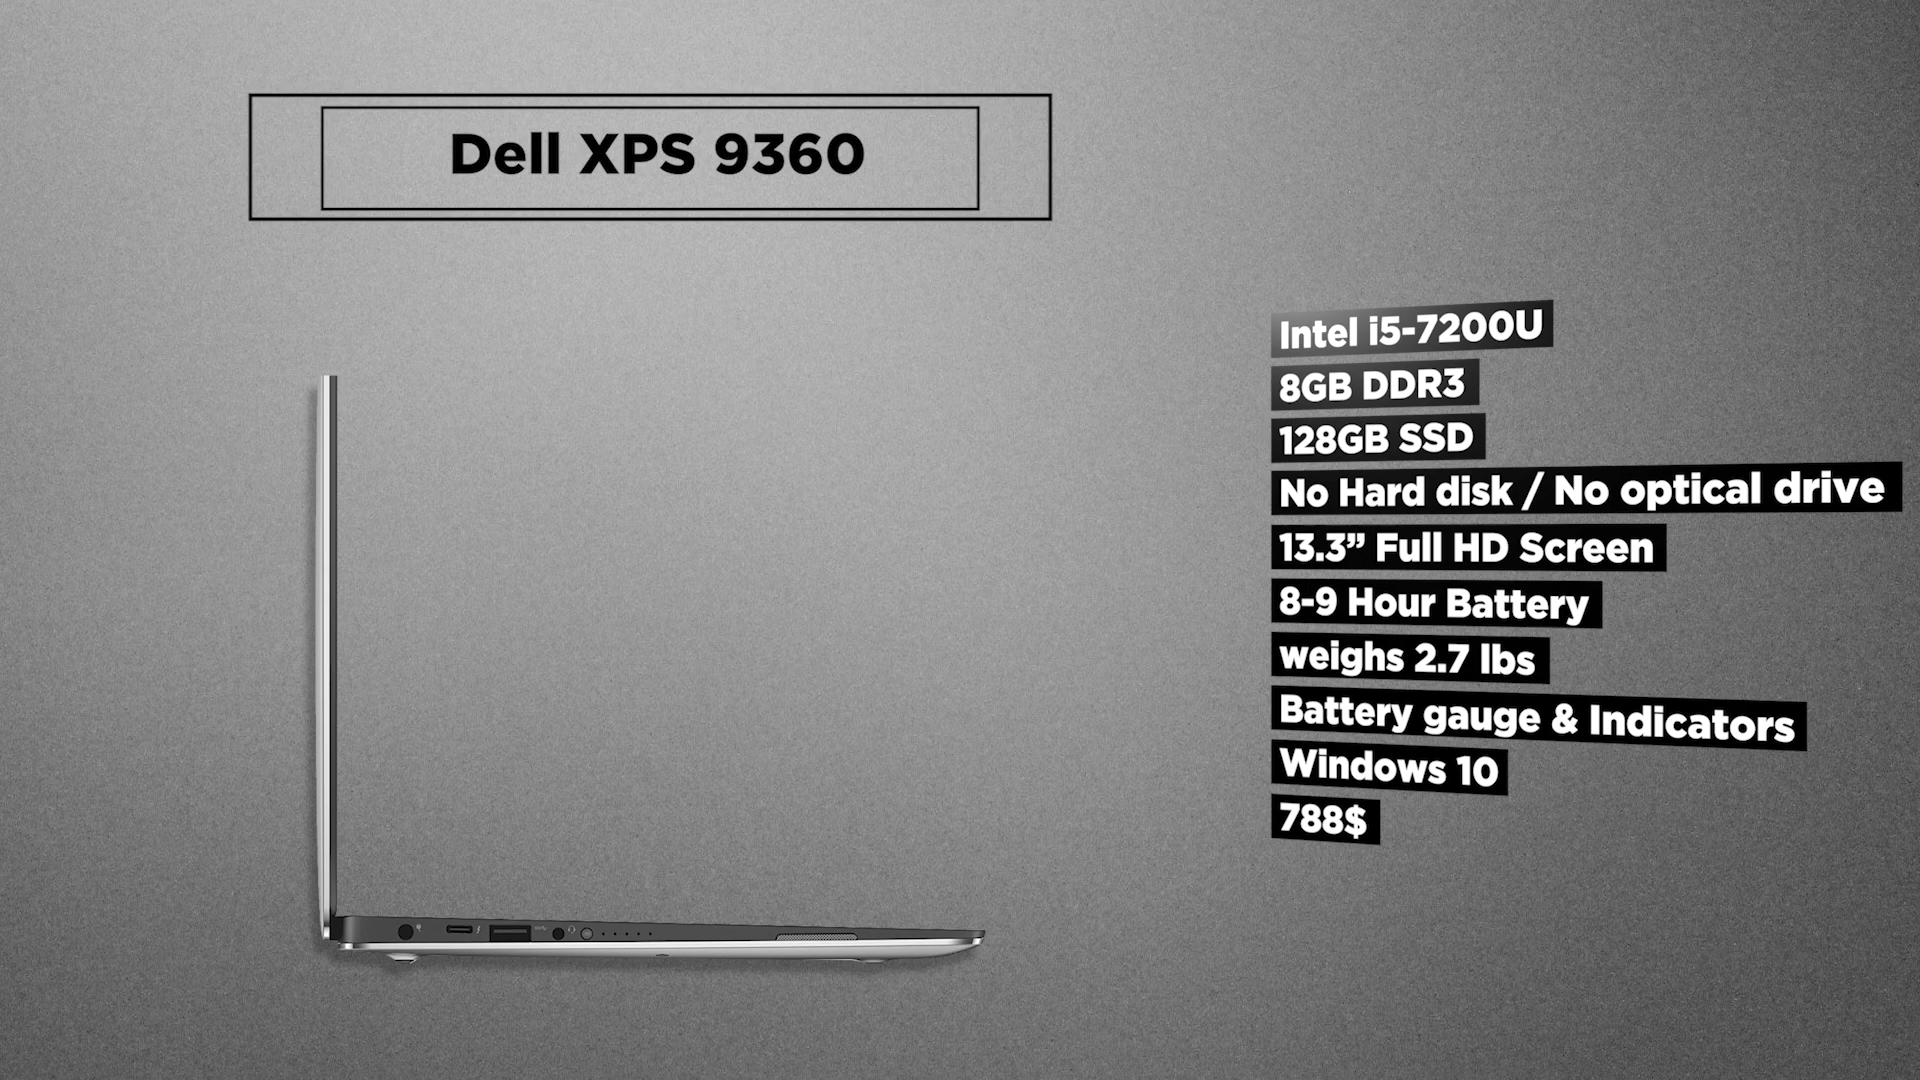 Dell XPS 9360
Intel i5-7200U
8GB DDR3
128GB SSD
No Hard disk / No optical drive
13.3” Full HD Screen
8-9 Hour Battery
weighs 2.7 lbs
Battery gauge & Indicators
Windows 10
788$